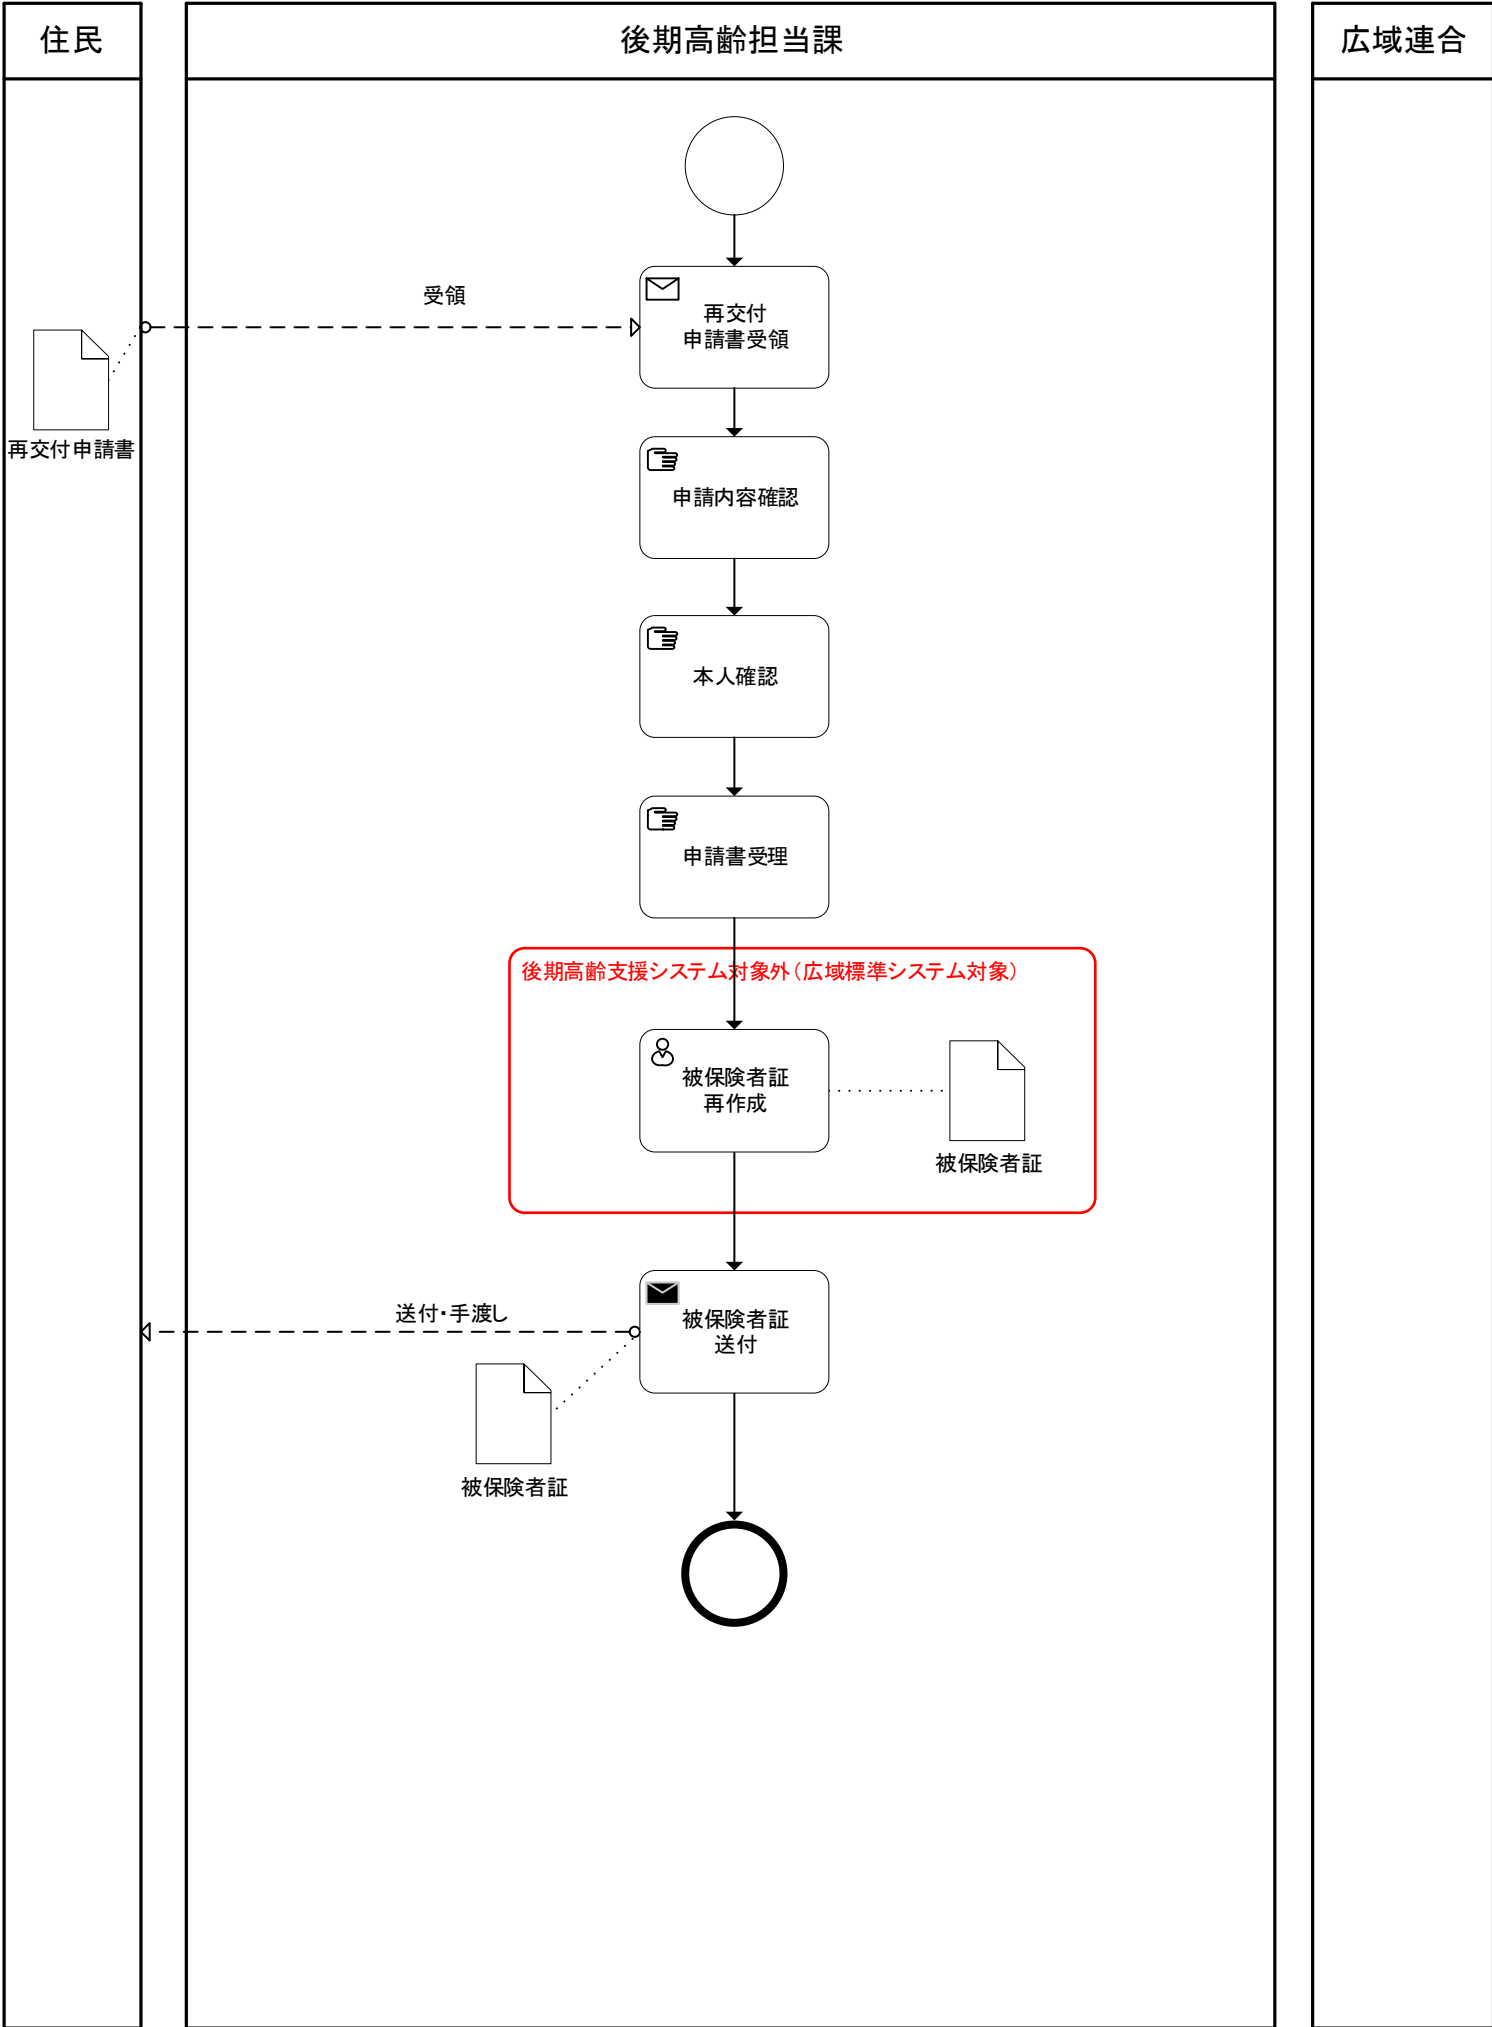 住民
後期高齢担当課
広域連合
受領
再交付
申請書受領
再交付申請書
申請内容確認
本人確認
申請書受理
後期高齢支援システム対象外（広域標準システム対象）
被保険者証
再作成
被保険者証
送付・手渡し
被保険者証
送付
被保険者証